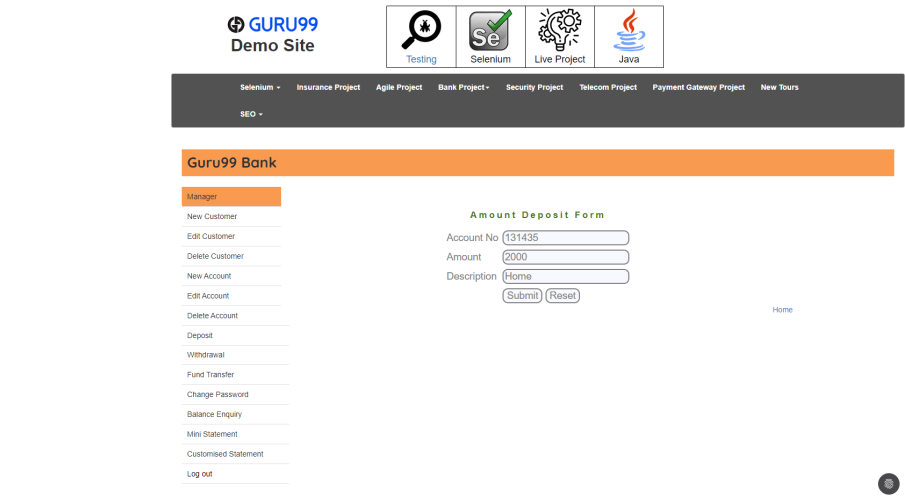 GURU99
Demo Site
Testing
Selenium
Live Project
Java
Selenium Insurance Project Agile Project Bank Project Security Project Telecom Project Payment Gateway Project New Tours
SEO
Guru99 Bank
Manager
New Customer
Edit Customer
Delete Customer
New Account
Edit Account
Delete Account
Deposit
Withdrawal
Fund Transfer
Change Password
Balance Enquiry
Mini Statement
Customised Statement
Log out
Amount Deposit Form
Account No 131435
Amount 2000
Description Home
Submit Reset
Home
Se